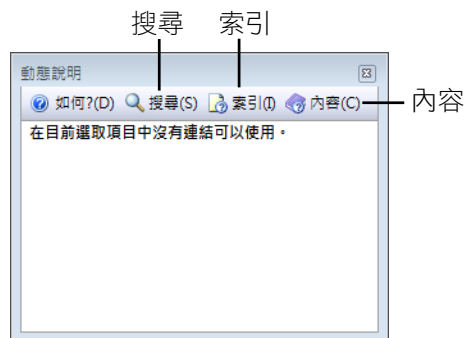 搜尋 索引
動態說明
如何?(D) 搜尋(S) 索引(I) 內容(C) 內容
在目前選取項目中沒有連結可以使用。